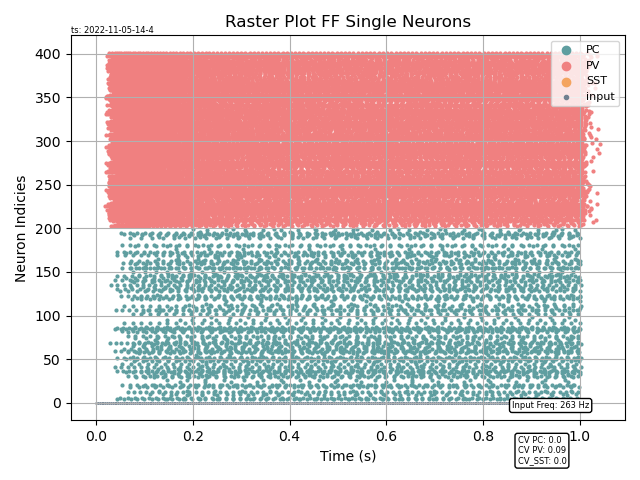 Raster Plot FF Single Neurons
ts: 2022-11-05-14-4
PC
PV
SST
input
Neuron Indicies
400
350
300
250
200
150
100
50
0
Input Freq: 263 Hz
0.0 0.2 0.4 0.6 0.8 1.0
Time (s)
CV PC: 0.0
CV PV: 0.09
CV_SST: 0.0